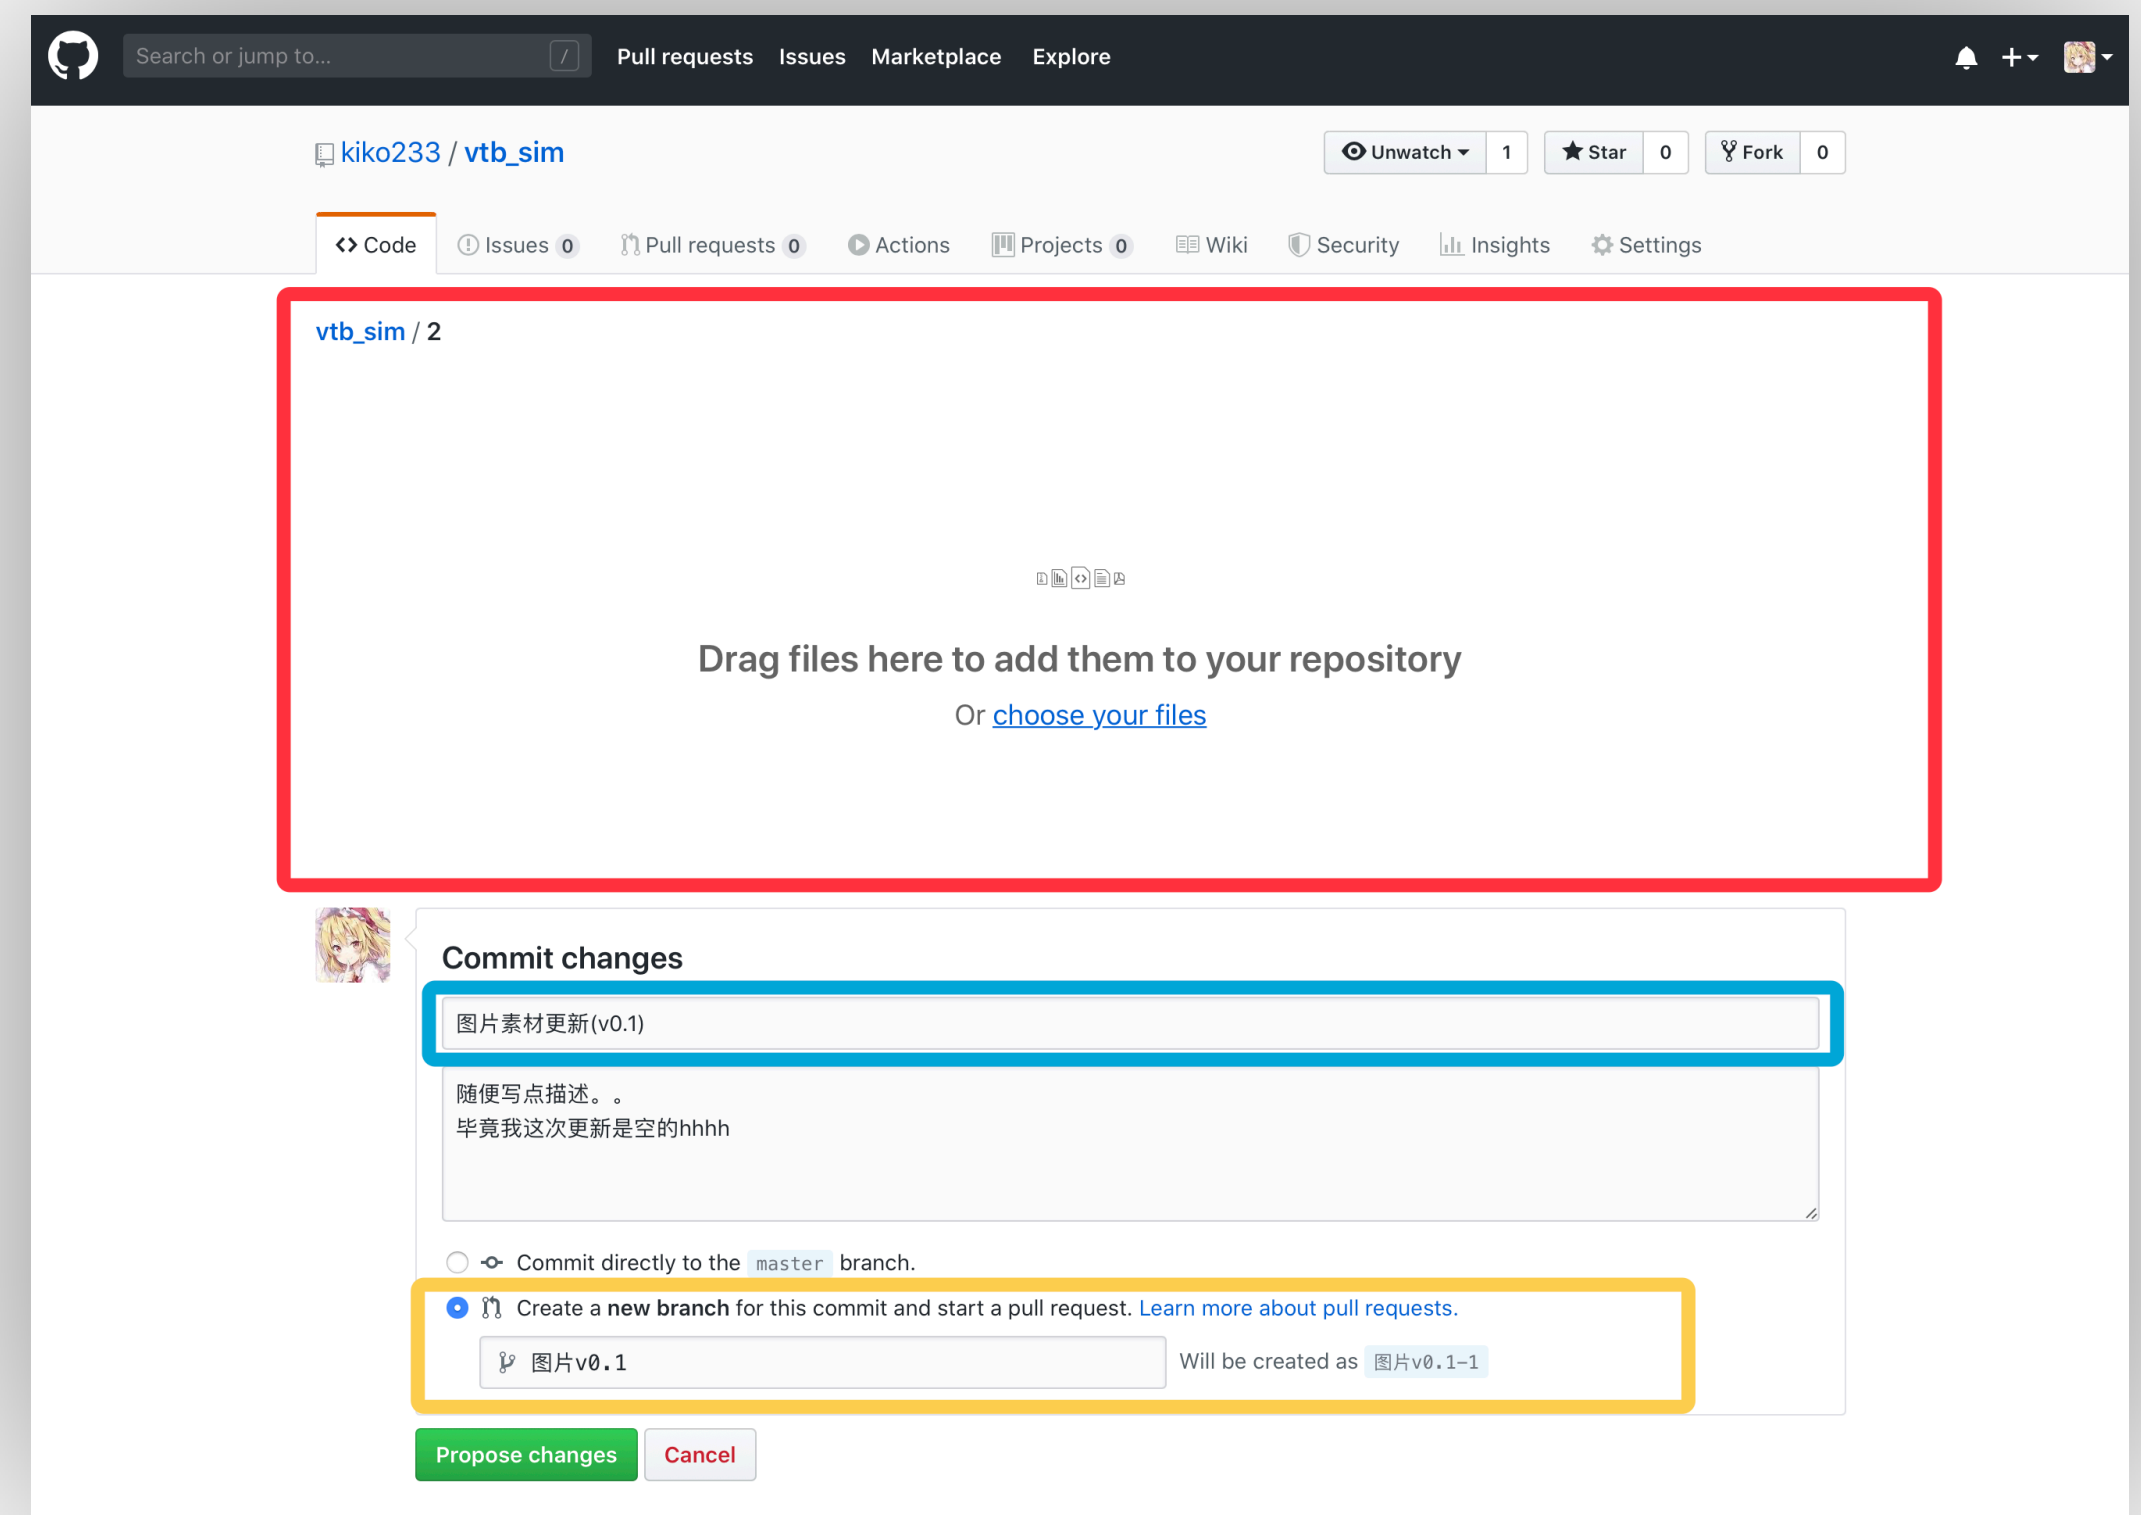 Search or jump to... /
Pull requests Issues Marketplace Explore
kiko233 / vtb_sim
Unwatch 1 Star 0 Fork 0
Code Issues 0 Pull requests 0 Actions Projects 0 Wiki Security Insights Settings
vtb_sim / 2
Drag files here to add them to your repository
Or choose your files
Commit changes
图片素材更新(v0.1)
随便写点描述。。
毕竟我这次更新是空的hhhh
Commit directly to the master branch.
Create a new branch for this commit and start a pull request. Learn more about pull requests.
图片v0.1 Will be created as 图片v0.1-1
Propose changes Cancel